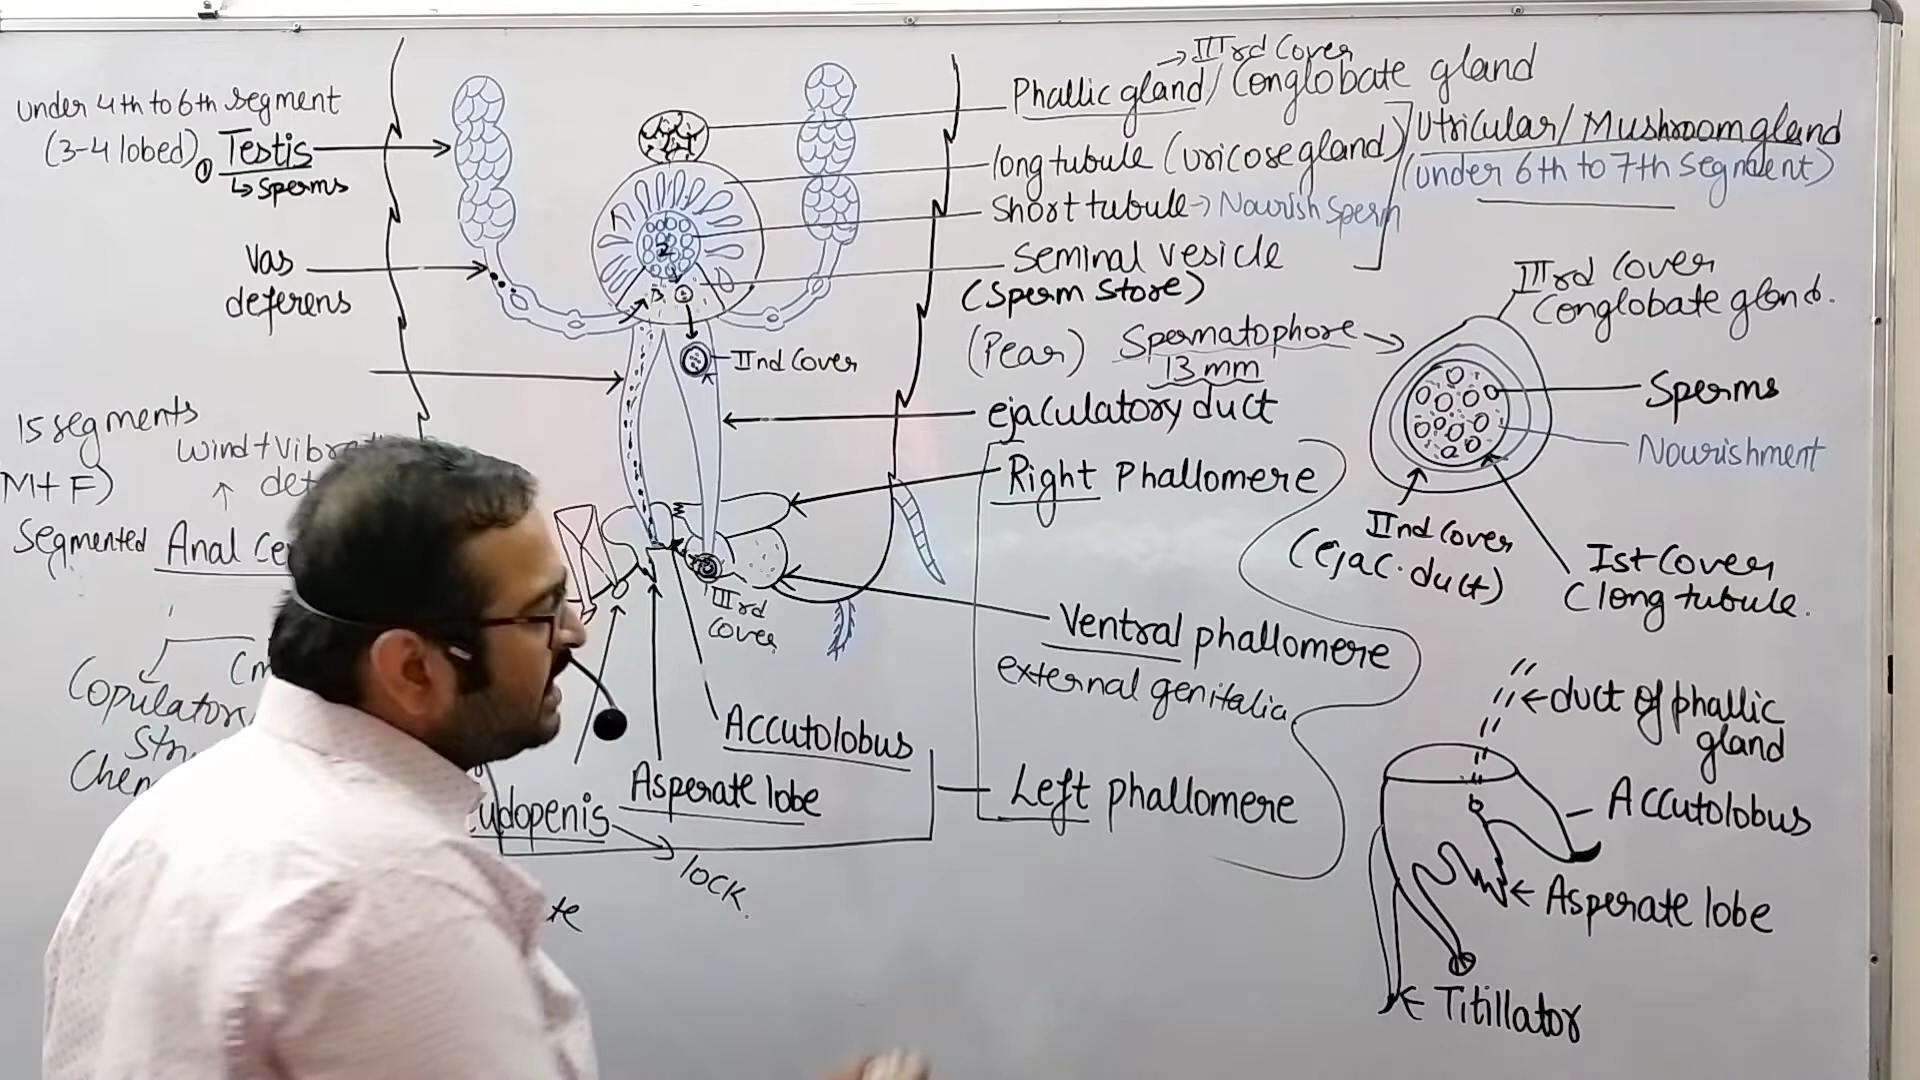 → IIIrd Cover
Phallic gland / Conglobate gland
under 4th to 6th segment
(3-4 lobed) ① Testis
↳ Sperms
long tubule (uricose gland)
Utricular / Mushroom gland
(under 6th to 7th segment)
Short tubule → Nourish Sperm
Vas
deferens
Seminal vesicle
(Sperm Store)
2
3
IInd Cover
(Pear) Spermatophore →
13 mm
IIIrd Cover
Conglobate gland.
Sperms
Nourishment
IInd Cover
(ejac. duct)
Ist Cover
(long tubule.
ejaculatory duct
15 segments
M+F)
wind +
Segmented Anal
Right Phallomere
IIIrd
Cover
Ventral phallomere
external genitalia
Accutolobus
Asperate lobe
udopenis
lock.
Left phallomere
← duct of phallic
gland
Accutolobus
← Asperate lobe
← Titillator